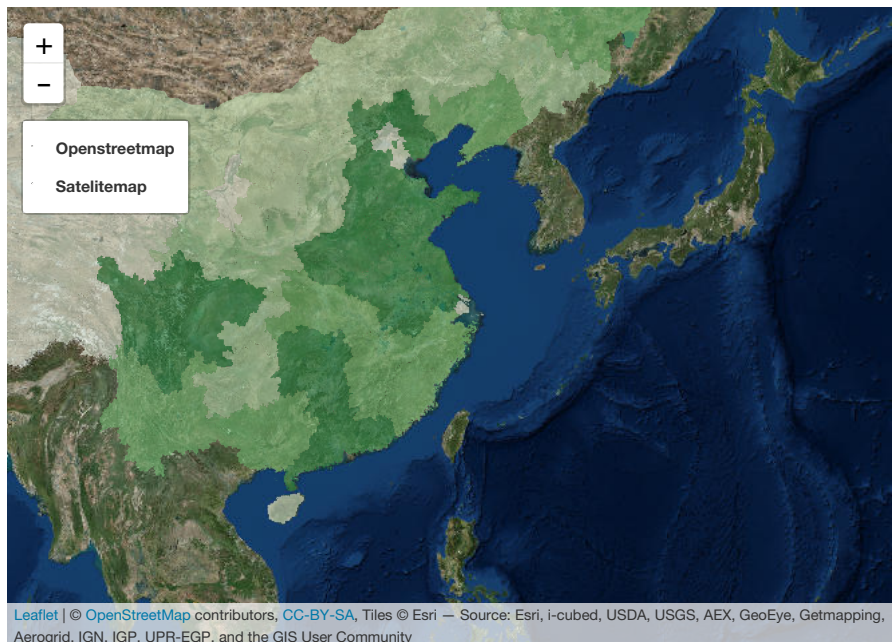 +
−
Openstreetmap
Satelitemap
Leaflet | © OpenStreetMap contributors, CC-BY-SA, Tiles © Esri — Source: Esri, i-cubed, USDA, USGS, AEX, GeoEye, Getmapping,
Aerogrid, IGN, IGP, UPR-EGP, and the GIS User Community